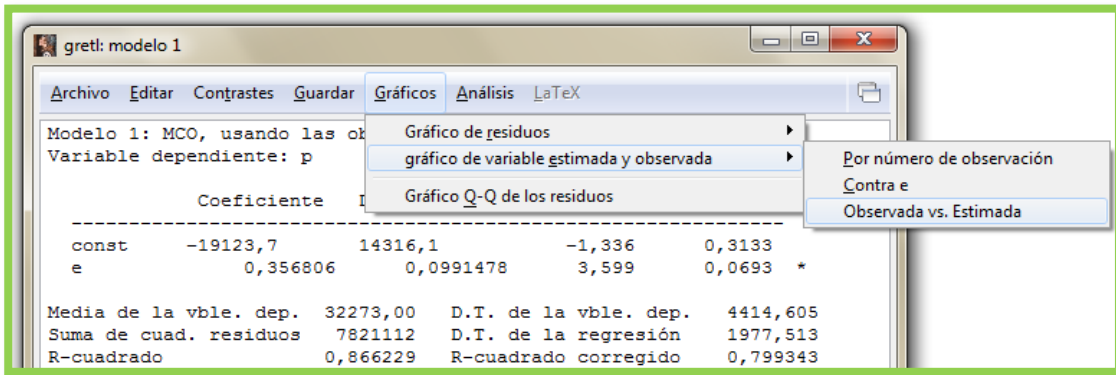 gretl: modelo 1
Archivo Editar Contrastes Guardar Gráficos Análisis LaTeX
Modelo 1: MCO, usando las ob
Variable dependiente: p
Gráfico de residuos
gráfico de variable estimada y observada
Gráfico Q-Q de los residuos
Por número de observación
Contra e
Observada vs. Estimada
Coeficiente
const -19123,7 14316,1 -1,336 0,3133
e 0,356806 0,0991478 3,599 0,0693 *
Media de la vble. dep. 32273,00 D.T. de la vble. dep. 4414,605
Suma de cuad. residuos 7821112 D.T. de la regresión 1977,513
R-cuadrado 0,866229 R-cuadrado corregido 0,799343